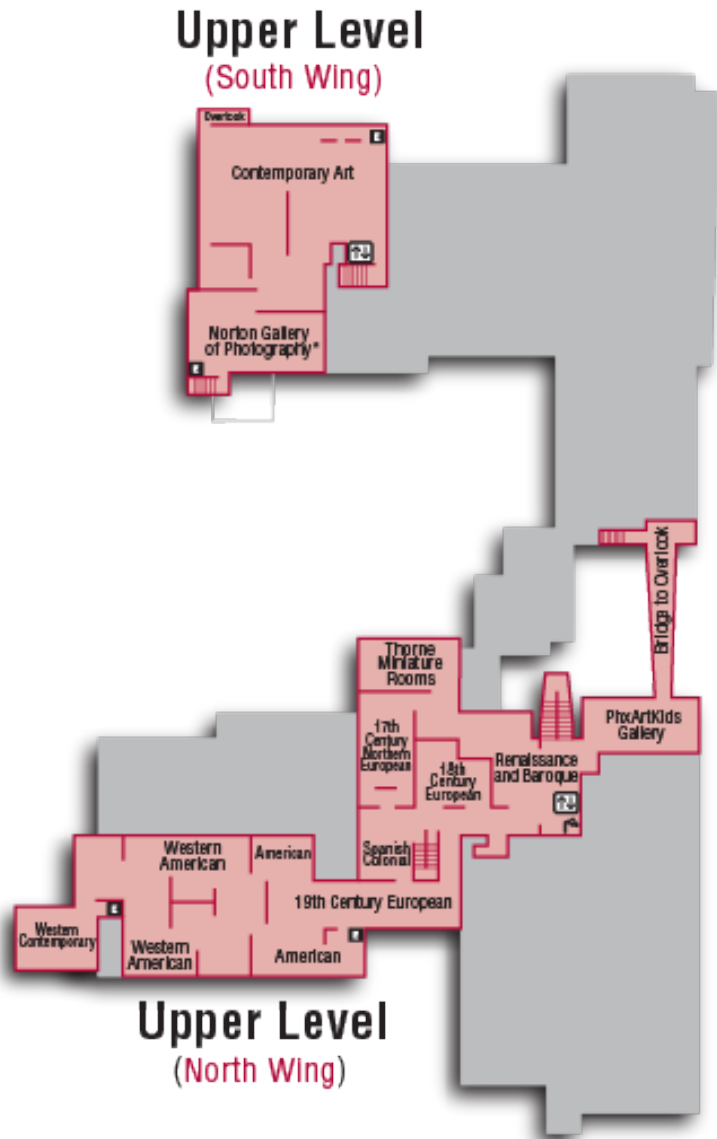 Upper Level
(South Wing)
Overlook
E
Contemporary Art
Norton Gallery
of Photography*
E
Bridge to Overlook
Thorne
Miniature
Rooms
PhxArtKids
Gallery
17th
Century
Northern
European
18th
Century
European
Renaissance
and Baroque
Spanish
Colonial
Western
American
American
19th Century European
E
Western
Contemporary
E
Western
American
American
Upper Level
(North Wing)